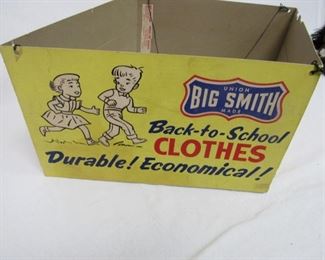 UNION
BIG SMITH
MADE
Back-to-School
CLOTHES
Durable! Economical!